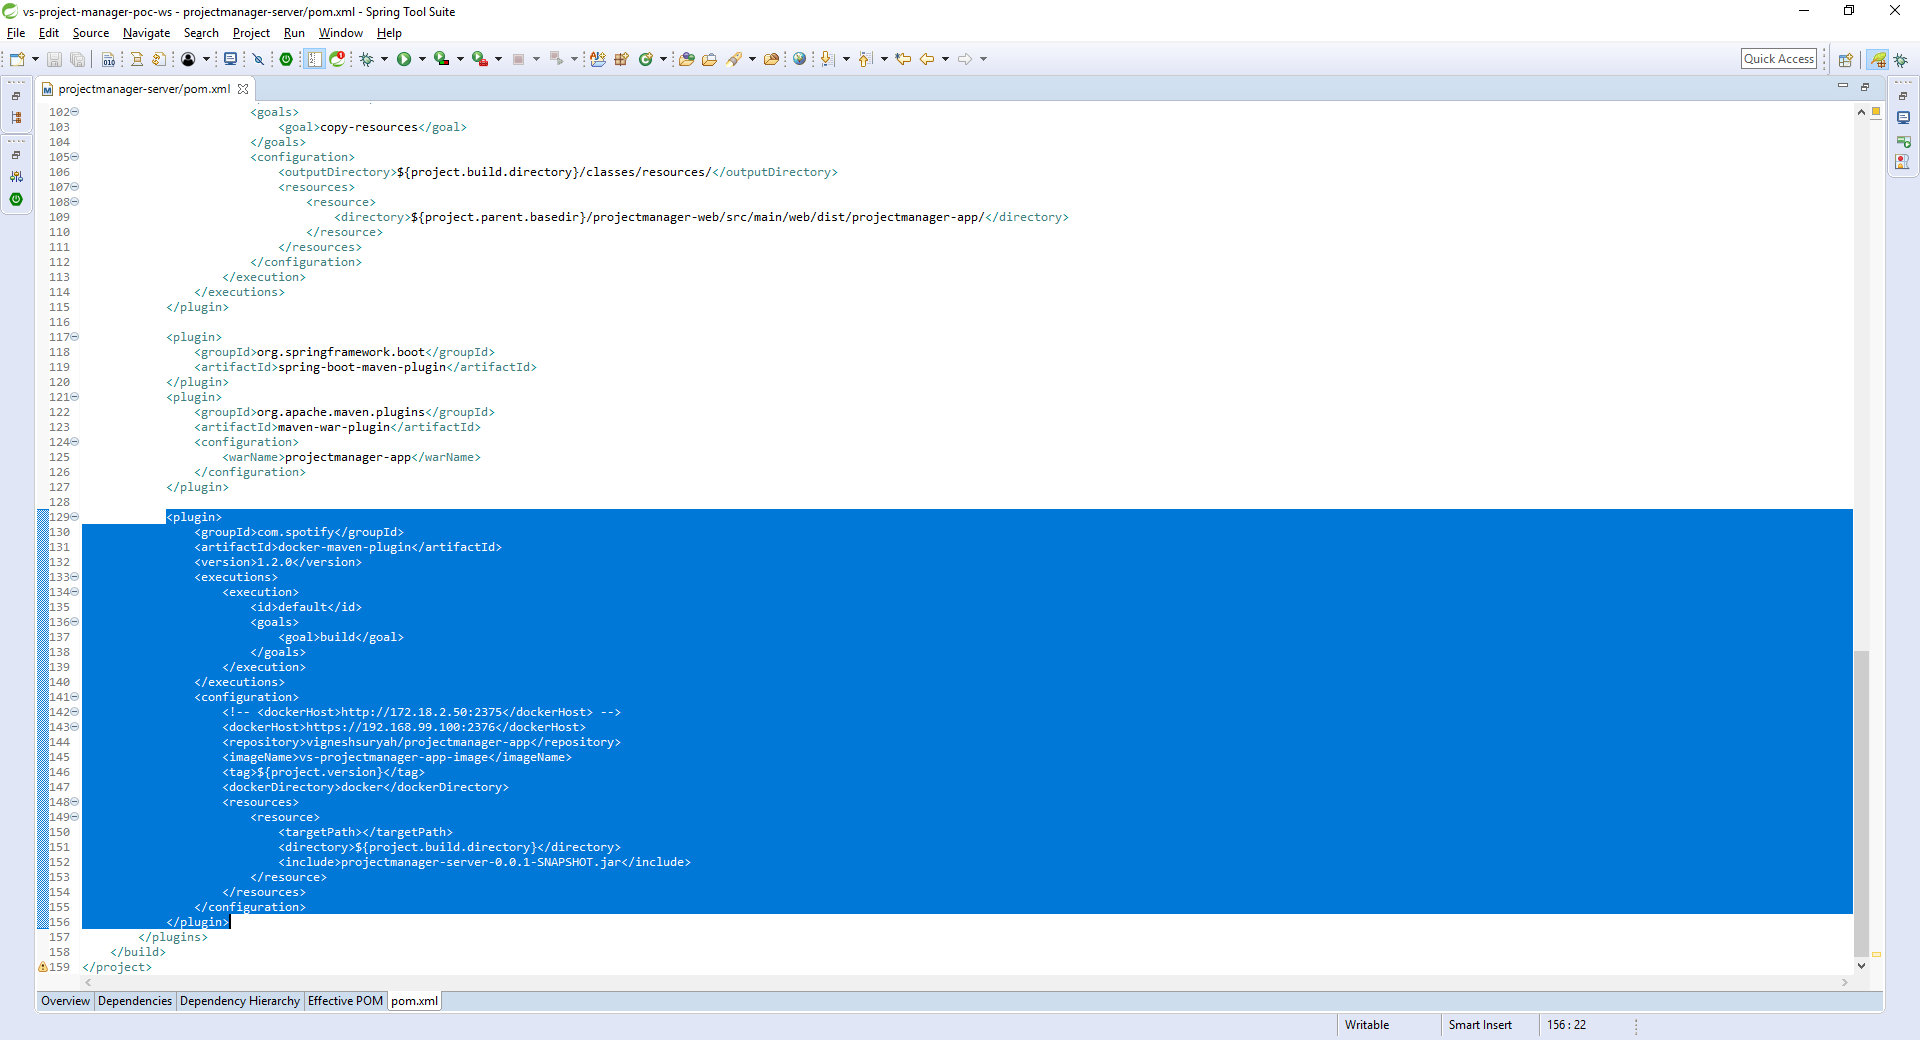 vs-project-manager-poc-ws - projectmanager-server/pom.xml - Spring Tool Suite
File Edit Source Navigate Search Project Run Window Help
Quick Access
projectmanager-server/pom.xml
102 <goals>
103 <goal>copy-resources</goal>
104 </goals>
105 <configuration>
106 <outputDirectory>${project.build.directory}/classes/resources/</outputDirectory>
107 <resources>
108 <resource>
109 <directory>${project.parent.basedir}/projectmanager-web/src/main/web/dist/projectmanager-app/</directory>
110 </resource>
111 </resources>
112 </configuration>
113 </execution>
114 </executions>
115 </plugin>
116
117 <plugin>
118 <groupId>org.springframework.boot</groupId>
119 <artifactId>spring-boot-maven-plugin</artifactId>
120 </plugin>
121 <plugin>
122 <groupId>org.apache.maven.plugins</groupId>
123 <artifactId>maven-war-plugin</artifactId>
124 <configuration>
125 <warName>projectmanager-app</warName>
126 </configuration>
127 </plugin>
128
129 <plugin>
130 <groupId>com.spotify</groupId>
131 <artifactId>docker-maven-plugin</artifactId>
132 <version>1.2.0</version>
133 <executions>
134 <execution>
135 <id>default</id>
136 <goals>
137 <goal>build</goal>
138 </goals>
139 </execution>
140 </executions>
141 <configuration>
142 <!-- <dockerHost>http://172.18.2.50:2375</dockerHost> -->
143 <dockerHost>https://192.168.99.100:2376</dockerHost>
144 <repository>vigneshsuryah/projectmanager-app</repository>
145 <imageName>vs-projectmanager-app-image</imageName>
146 <tag>${project.version}</tag>
147 <dockerDirectory>docker</dockerDirectory>
148 <resources>
149 <resource>
150 <targetPath></targetPath>
151 <directory>${project.build.directory}</directory>
152 <include>projectmanager-server-0.0.1-SNAPSHOT.jar</include>
153 </resource>
154 </resources>
155 </configuration>
156 </plugin>
157 </plugins>
158 </build>
159 </project>
Overview Dependencies Dependency Hierarchy Effective POM pom.xml
Writable Smart Insert 156 : 22